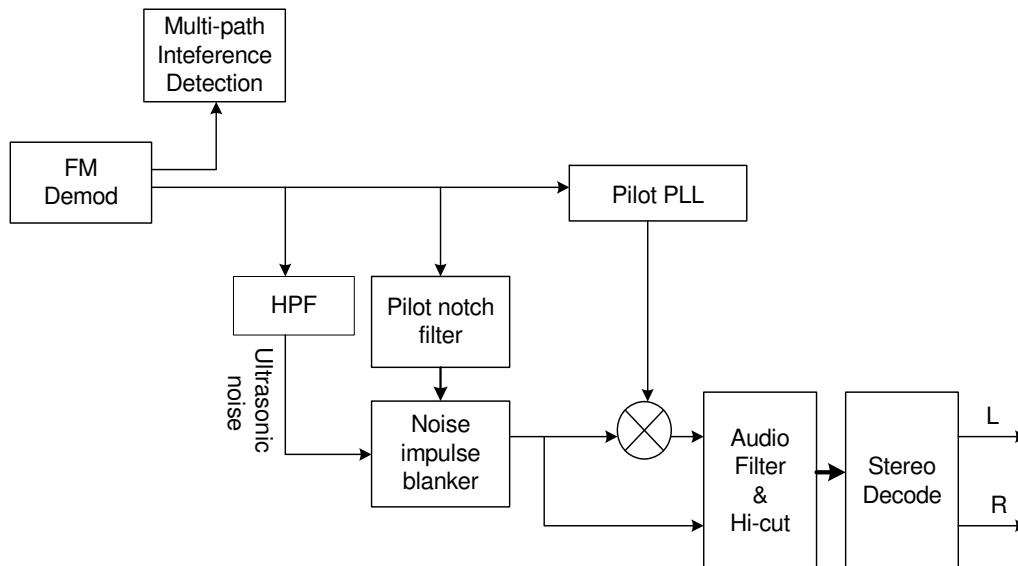 Multi-path
Inteference
Detection
FM
Demod
Pilot PLL
HPF
Pilot notch
filter
Ultrasonic
noise
Noise
impulse
blanker
Audio
Filter
&
Hi-cut
Stereo
Decode
L
R